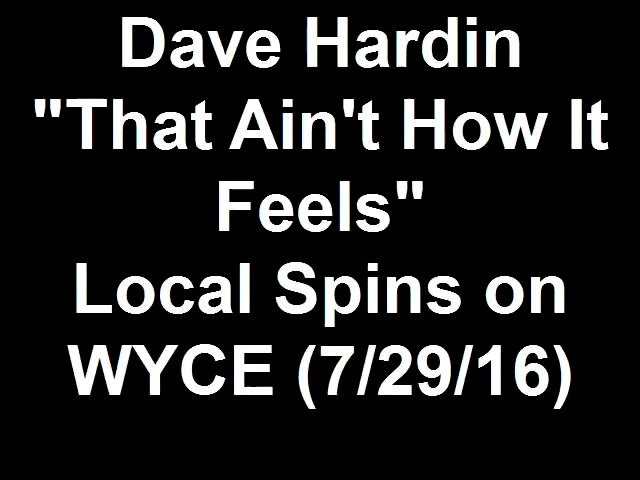 Dave Hardin
"That Ain't How It
Feels"
Local Spins on
WYCE (7/29/16)